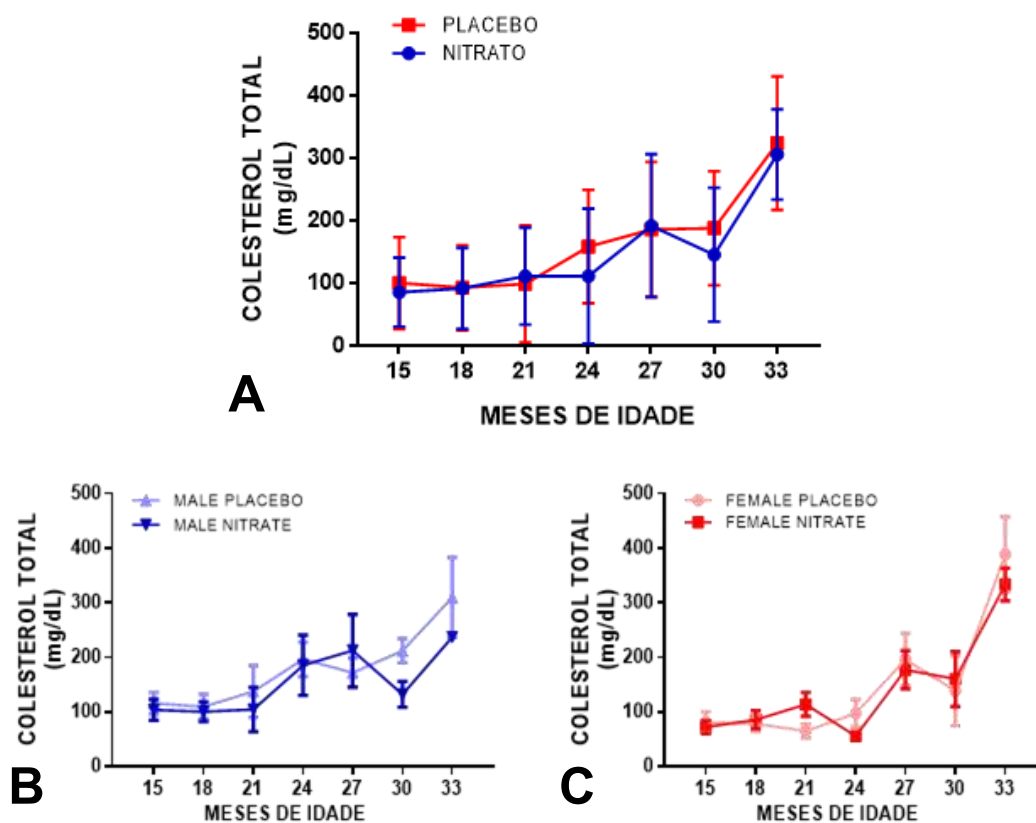 PLACEBO
NITRATO
500
400
300
200
100
0
COLESTEROL TOTAL
(mg/dL)
15 18 21 24 27 30 33
MESES DE IDADE
A
MALE PLACEBO
MALE NITRATE
500
400
300
200
100
0
COLESTEROL TOTAL
(mg/dL)
15 18 21 24 27 30 33
MESES DE IDADE
B
FEMALE PLACEBO
FEMALE NITRATE
500
400
300
200
100
0
COLESTEROL TOTAL
(mg/dL)
15 18 21 24 27 30 33
MESES DE IDADE
C